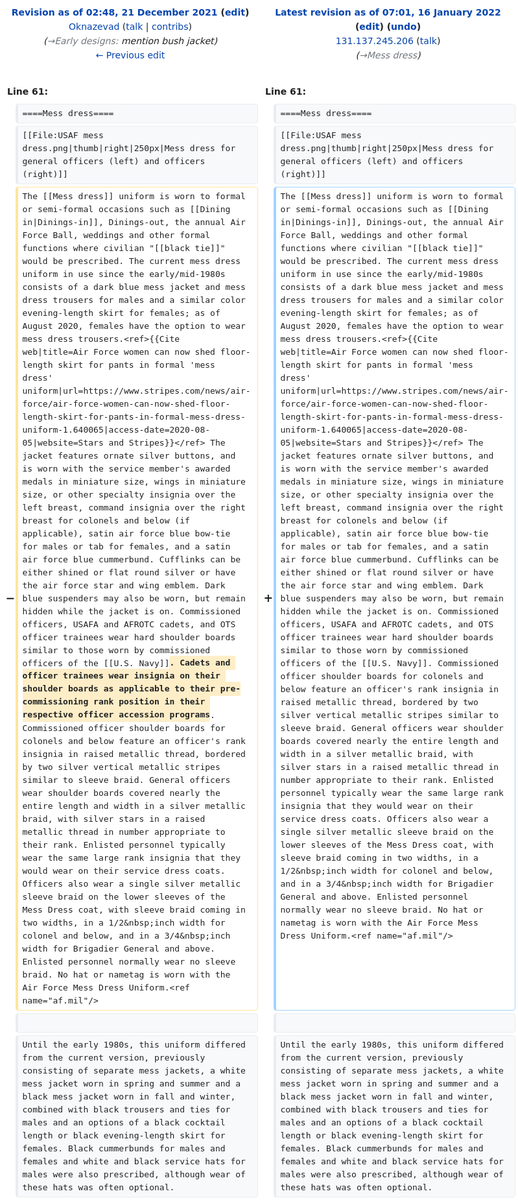 Revision as of 02:48, 21 December 2021 (edit)
Oknazevad (talk | contribs)
(→Early designs: mention bush jacket)
← Previous edit
Latest revision as of 07:01, 16 January 2022
(edit) (undo)
131.137.245.206 (talk)
(→Mess dress)
Line 61:
====Mess dress====
[[File:USAF mess
dress.png|thumb|right|250px|Mess dress for
general officers (left) and officers
(right)]]
−
The [[Mess dress]] uniform is worn to formal
or semi-formal occasions such as [[Dining
in|Dinings-in]], Dinings-out, the annual Air
Force Ball, weddings and other formal
functions where civilian "[[black tie]]"
would be prescribed. The current mess dress
uniform in use since the early/mid-1980s
consists of a dark blue mess jacket and mess
dress trousers for males and a similar color
evening-length skirt for females; as of
August 2020, females have the option to wear
mess dress trousers.<ref>{{Cite
web|title=Air Force women can now shed floor-
length skirt for pants in formal 'mess
dress'
uniform|url=https://www.stripes.com/news/air-
force/air-force-women-can-now-shed-floor-
length-skirt-for-pants-in-formal-mess-dress-
uniform-1.640065|access-date=2020-08-
05|website=Stars and Stripes}}</ref> The
jacket features ornate silver buttons, and
is worn with the service member's awarded
medals in miniature size, wings in miniature
size, or other specialty insignia over the
left breast, command insignia over the right
breast for colonels and below (if
applicable), satin air force blue bow-tie
for males or tab for females, and a satin
air force blue cummerbund. Cufflinks can be
either shined or flat round silver or have
the air force star and wing emblem. Dark
blue suspenders may also be worn, but remain
hidden while the jacket is on. Commissioned
officers, USAFA and AFROTC cadets, and OTS
officer trainees wear hard shoulder boards
similar to those worn by commissioned
officers of the [[U.S. Navy]]. Cadets and
officer trainees wear insignia on their
shoulder boards as applicable to their pre-
commissioning rank position in their
respective officer accession programs.
Commissioned officer shoulder boards for
colonels and below feature an officer's rank
insignia in raised metallic thread, bordered
by two silver vertical metallic stripes
similar to sleeve braid. General officers
wear shoulder boards covered nearly the
entire length and width in a silver metallic
braid, with silver stars in a raised
metallic thread in number appropriate to
their rank. Enlisted personnel typically
wear the same large rank insignia that they
would wear on their service dress coats.
Officers also wear a single silver metallic
sleeve braid on the lower sleeves of the
Mess Dress coat, with sleeve braid coming in
two widths, in a 1/2&nbsp;inch width for
colonel and below, and in a 3/4&nbsp;inch
width for Brigadier General and above.
Enlisted personnel normally wear no sleeve
braid. No hat or nametag is worn with the
Air Force Mess Dress Uniform.<ref
name="af.mil"/>
Until the early 1980s, this uniform differed
from the current version, previously
consisting of separate mess jackets, a white
mess jacket worn in spring and summer and a
black mess jacket worn in fall and winter,
combined with black trousers and ties for
males and an options of a black cocktail
length or black evening-length skirt for
females. Black cummerbunds for males and
females and white and black service hats for
males were also prescribed, although wear of
these hats was often optional.
Line 61:
====Mess dress====
[[File:USAF mess
dress.png|thumb|right|250px|Mess dress for
general officers (left) and officers
(right)]]
+
The [[Mess dress]] uniform is worn to formal
or semi-formal occasions such as [[Dining
in|Dinings-in]], Dinings-out, the annual Air
Force Ball, weddings and other formal
functions where civilian "[[black tie]]"
would be prescribed. The current mess dress
uniform in use since the early/mid-1980s
consists of a dark blue mess jacket and mess
dress trousers for males and a similar color
evening-length skirt for females; as of
August 2020, females have the option to wear
mess dress trousers.<ref>{{Cite
web|title=Air Force women can now shed floor-
length skirt for pants in formal 'mess
dress'
uniform|url=https://www.stripes.com/news/air-
force/air-force-women-can-now-shed-floor-
length-skirt-for-pants-in-formal-mess-dress-
uniform-1.640065|access-date=2020-08-
05|website=Stars and Stripes}}</ref> The
jacket features ornate silver buttons, and
is worn with the service member's awarded
medals in miniature size, wings in miniature
size, or other specialty insignia over the
left breast, command insignia over the right
breast for colonels and below (if
applicable), satin air force blue bow-tie
for males or tab for females, and a satin
air force blue cummerbund. Cufflinks can be
either shined or flat round silver or have
the air force star and wing emblem. Dark
blue suspenders may also be worn, but remain
hidden while the jacket is on. Commissioned
officers, USAFA and AFROTC cadets, and OTS
officer trainees wear hard shoulder boards
similar to those worn by commissioned
officers of the [[U.S. Navy]]. Commissioned
officer shoulder boards for colonels and
below feature an officer's rank insignia in
raised metallic thread, bordered by two
silver vertical metallic stripes similar to
sleeve braid. General officers wear shoulder
boards covered nearly the entire length and
width in a silver metallic braid, with
silver stars in a raised metallic thread in
number appropriate to their rank. Enlisted
personnel typically wear the same large rank
insignia that they would wear on their
service dress coats. Officers also wear a
single silver metallic sleeve braid on the
lower sleeves of the Mess Dress coat, with
sleeve braid coming in two widths, in a
1/2&nbsp;inch width for colonel and below,
and in a 3/4&nbsp;inch width for Brigadier
General and above. Enlisted personnel
normally wear no sleeve braid. No hat or
nametag is worn with the Air Force Mess
Dress Uniform.<ref name="af.mil"/>
Until the early 1980s, this uniform differed
from the current version, previously
consisting of separate mess jackets, a white
mess jacket worn in spring and summer and a
black mess jacket worn in fall and winter,
combined with black trousers and ties for
males and an options of a black cocktail
length or black evening-length skirt for
females. Black cummerbunds for males and
females and white and black service hats for
males were also prescribed, although wear of
these hats was often optional.